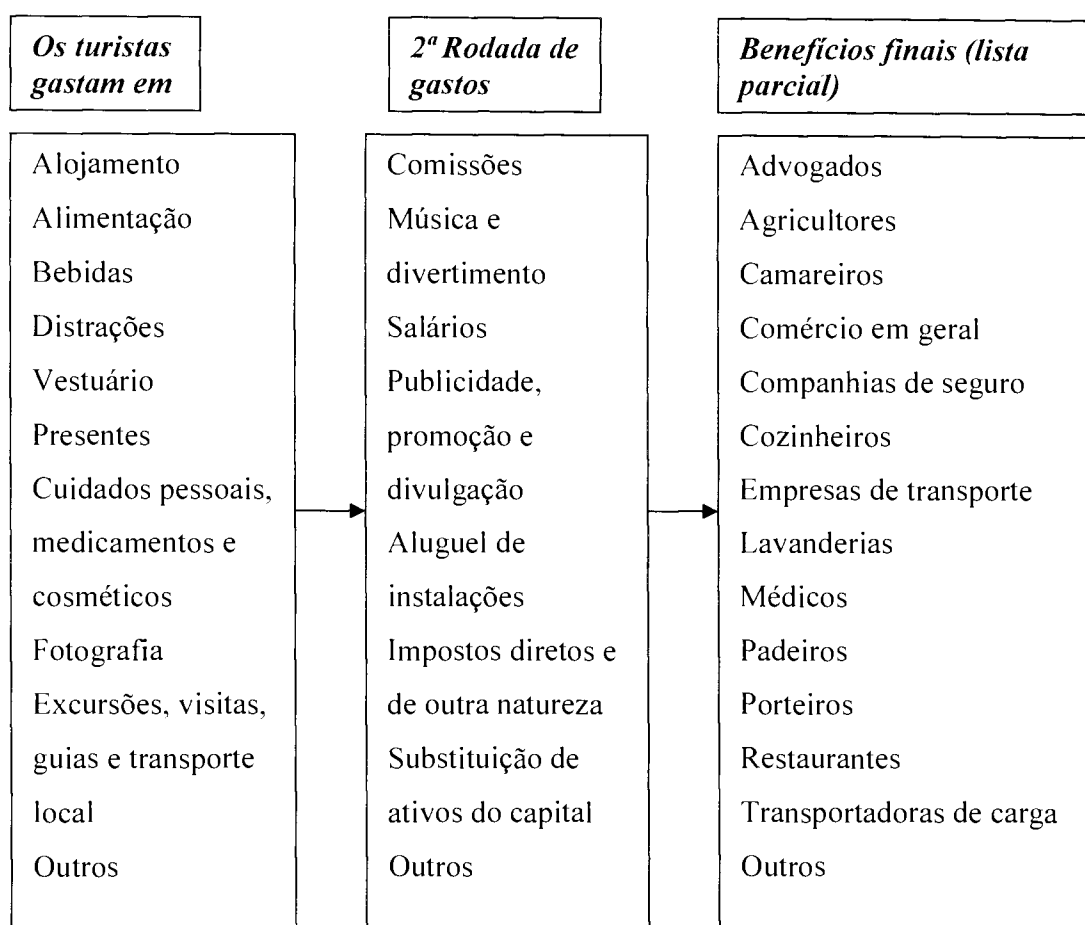 Os turistas
gastam em
2ª Rodada de
gastos
Benefícios finais (lista
parcial)
Alojamento
Alimentação
Bebidas
Distrações
Vestuário
Presentes
Cuidados pessoais,
medicamentos e
cosméticos
Fotografia
Excursões, visitas,
guias e transporte
local
Outros
Comissões
Música e
divertimento
Salários
Publicidade,
promoção e
divulgação
Aluguel de
instalações
Impostos diretos e
de outra natureza
Substituição de
ativos do capital
Outros
Advogados
Agricultores
Camareiros
Comércio em geral
Companhias de seguro
Cozinheiros
Empresas de transporte
Lavanderias
Médicos
Padeiros
Porteiros
Restaurantes
Transportadoras de carga
Outros